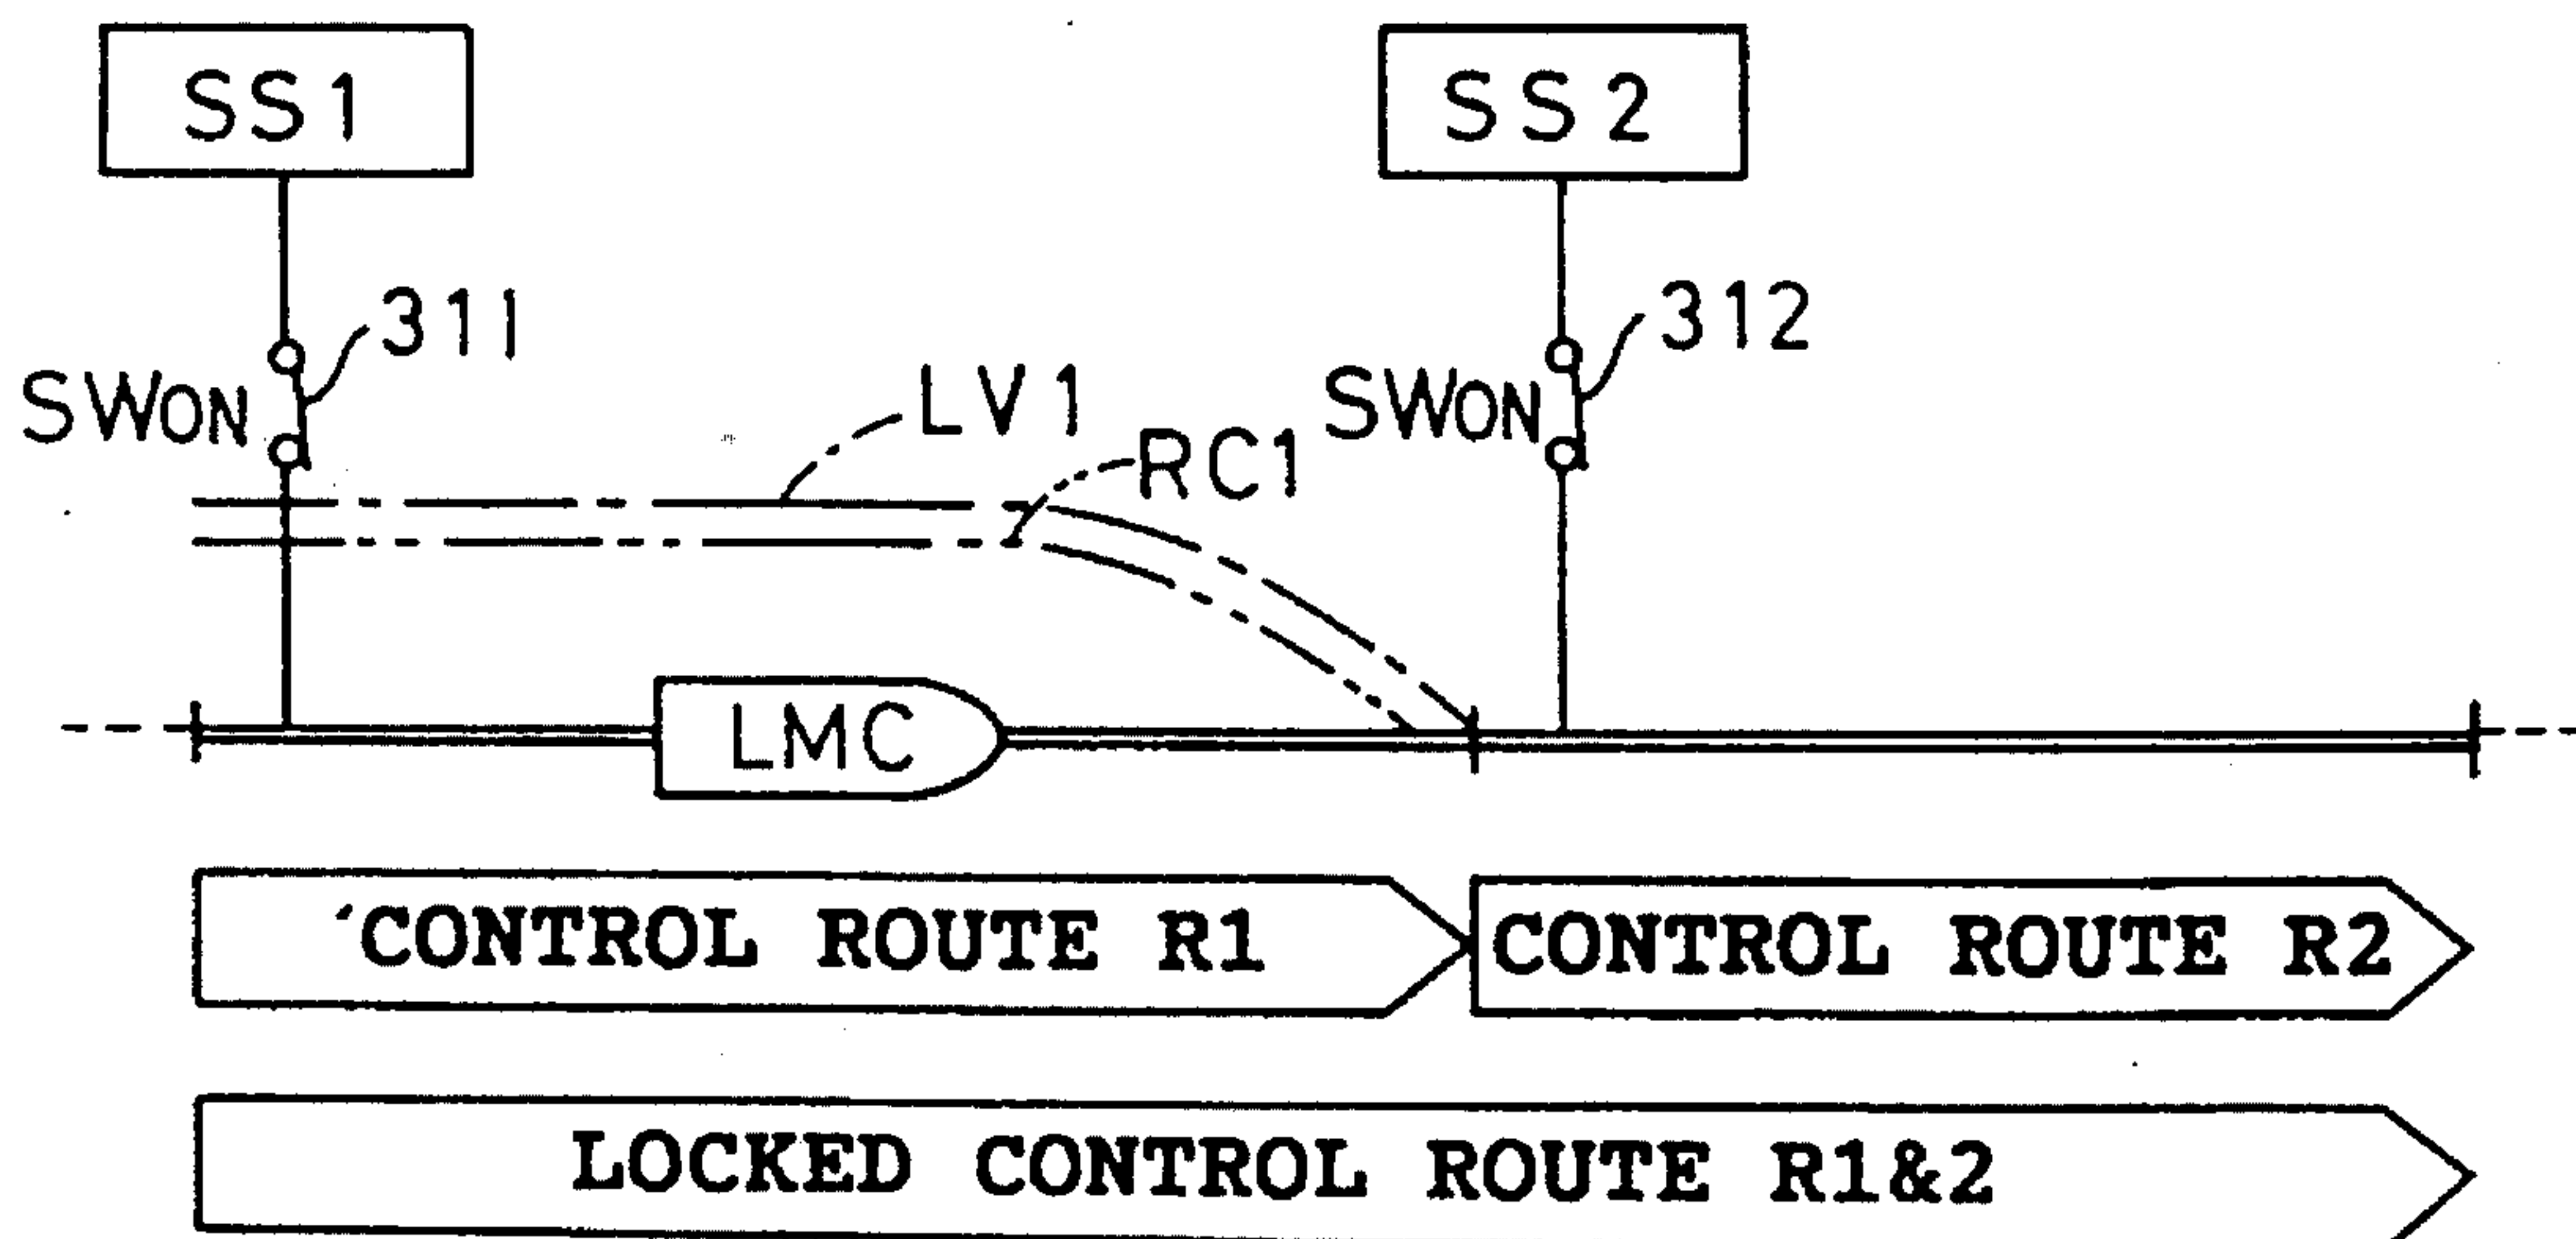 SS1
SS2
311
312
SWON
LV1
SWON
RC1
LMC
CONTROL ROUTE R1
CONTROL ROUTE R2
LOCKED CONTROL ROUTE R1&2